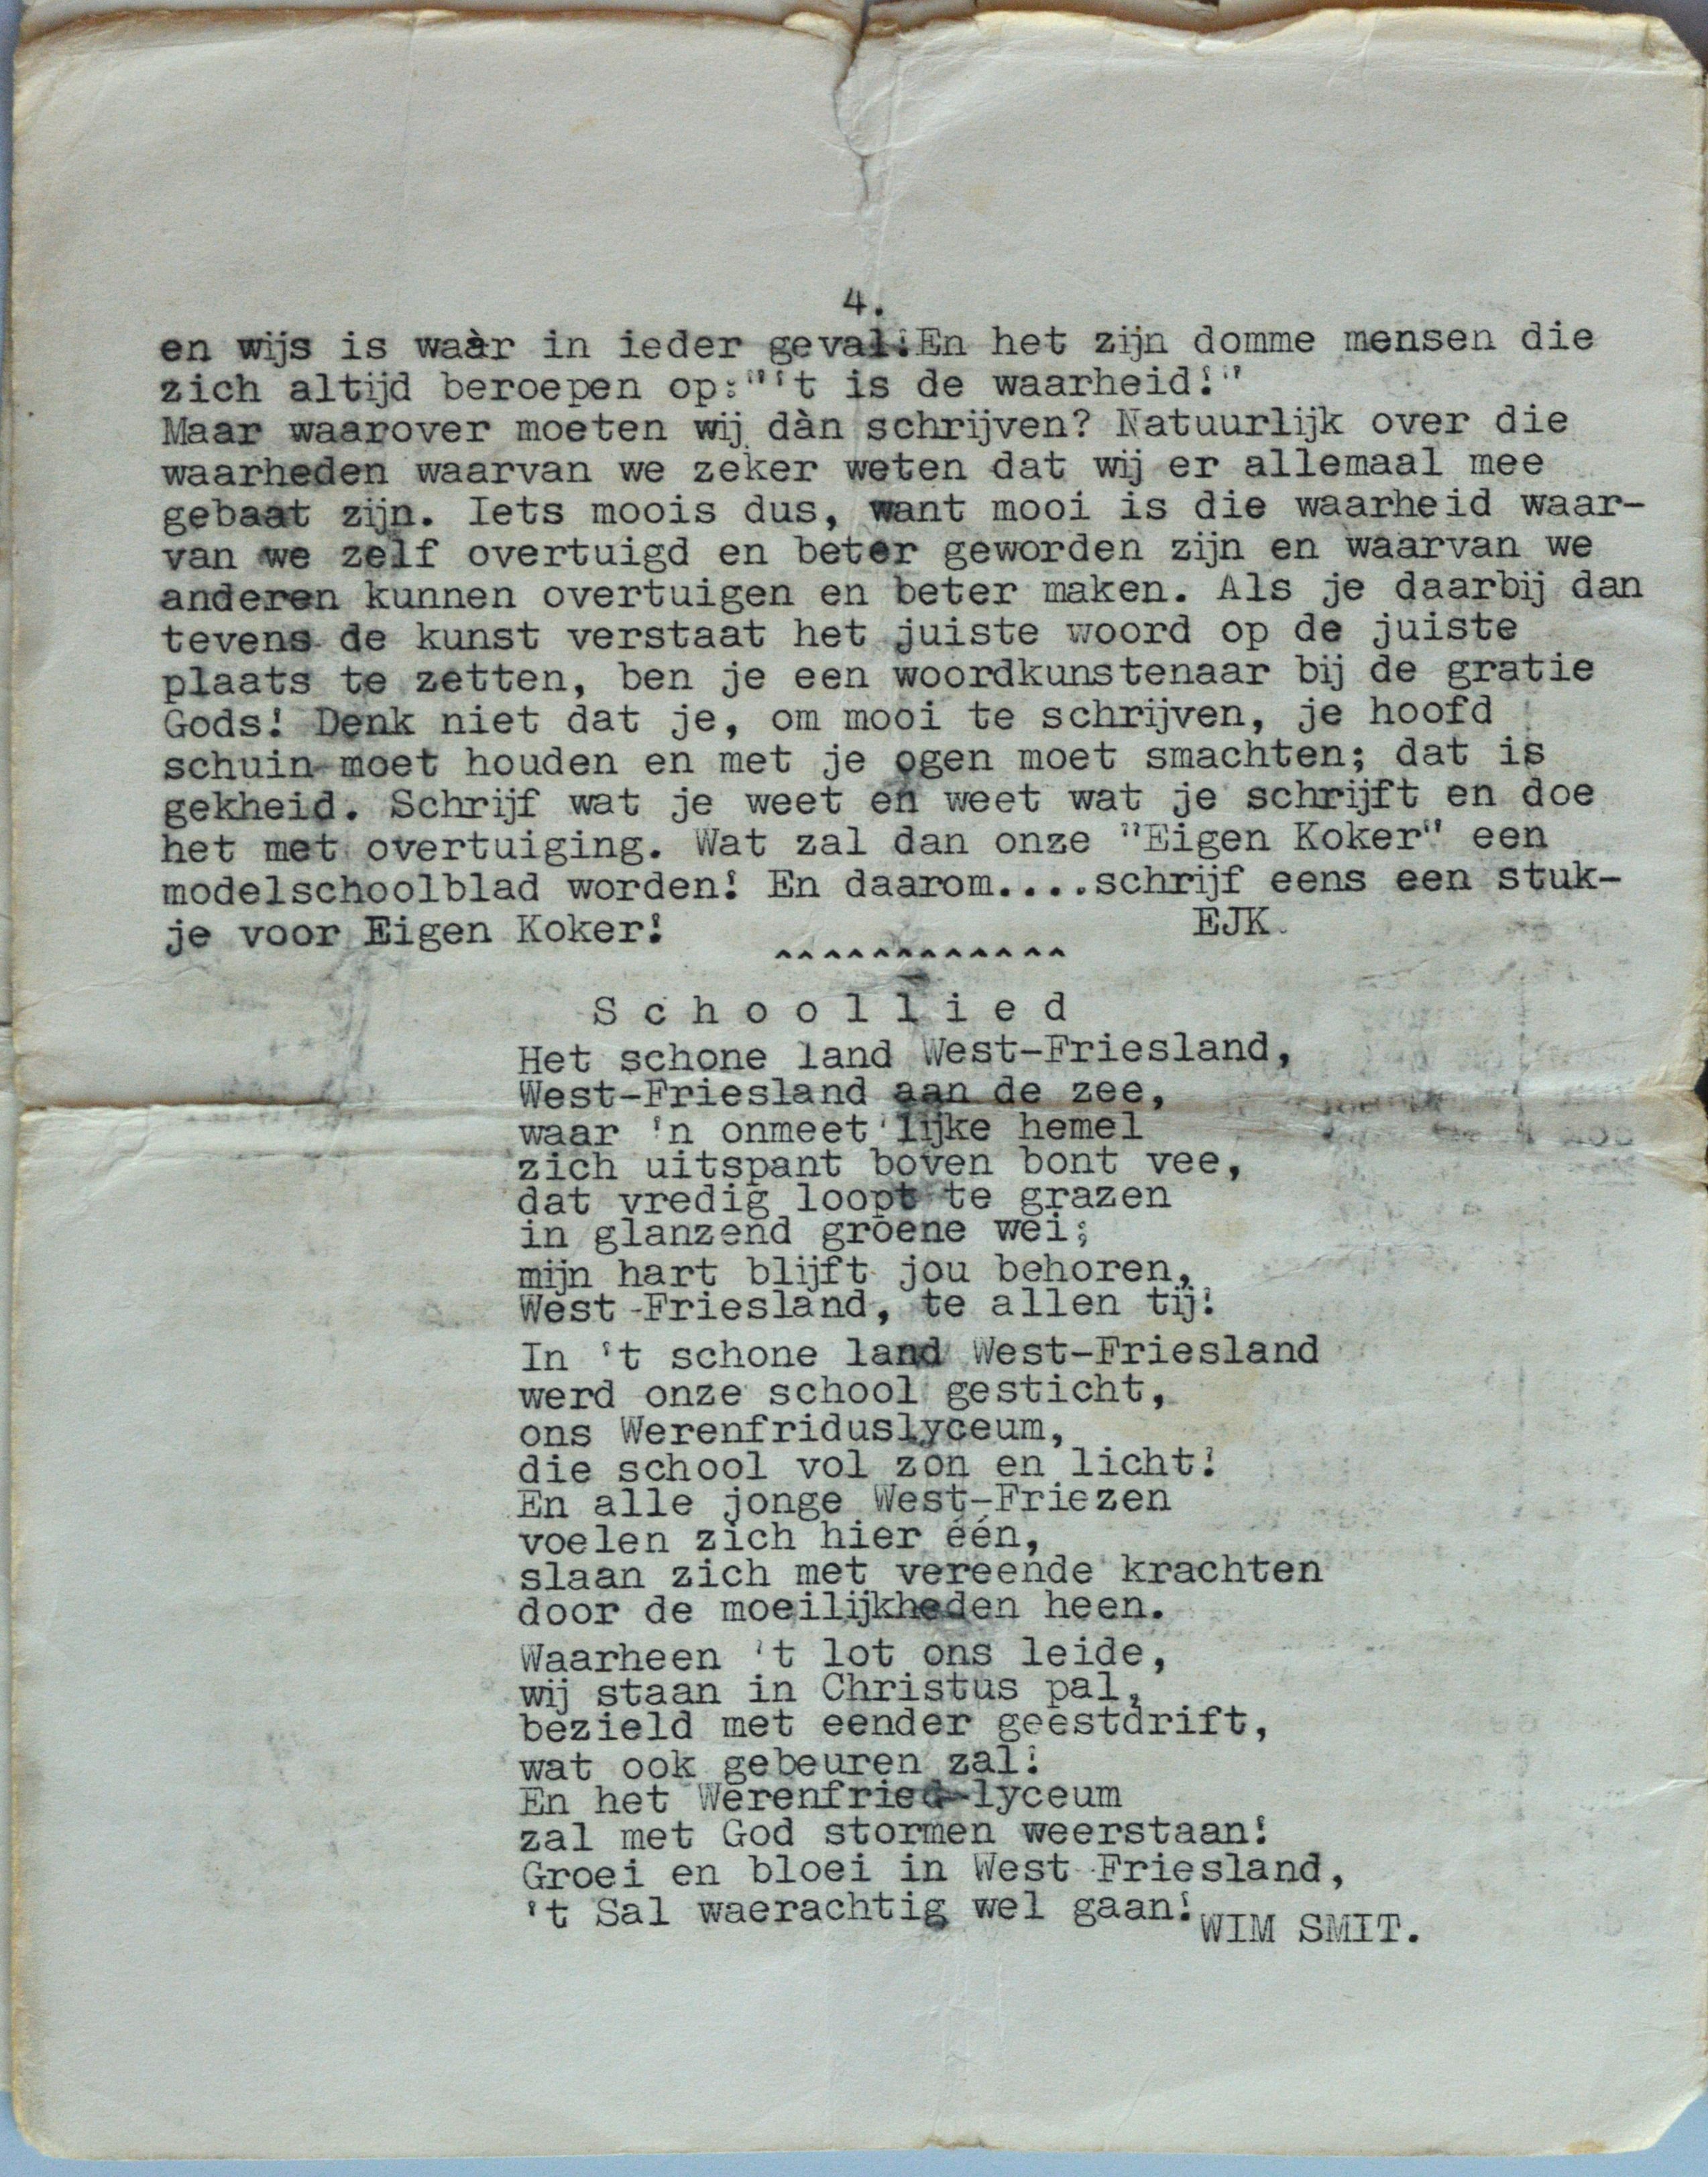 4.
en wijs is waàr in ieder geval!En het zijn domme mensen die
zich altijd beroepen op:"'t is de waarheid!"
Maar waarover moeten wij dàn schrijven? Natuurlijk over die
waarheden waarvan we zeker weten dat wij er allemaal mee
gebaat zijn. Iets moois dus, want mooi is die waarheid waar-
van we zelf overtuigd en beter geworden zijn en waarvan we
anderen kunnen overtuigen en beter maken. Als je daarbij dan
tevens de kunst verstaat het juiste woord op de juiste
plaats te zetten, ben je een woordkunstenaar bij de gratie
Gods! Denk niet dat je, om mooi te schrijven, je hoofd
schuin moet houden en met je ogen moet smachten; dat is
gekheid. Schrijf wat je weet en weet wat je schrijft en doe
het met overtuiging. Wat zal dan onze "Eigen Koker" een
modelschoolblad worden! En daarom....schrijf eens een stuk-
je voor Eigen Koker! EJK.
^^^^^^^^^^^^
S c h o o l l i e d
Het schone land West-Friesland,
West-Friesland aan de zee,
waar 'n onmeet'lijke hemel
zich uitspant boven bont vee,
dat vredig loopt te grazen
in glanzend groene wei;
mijn hart blijft jou behoren,
West-Friesland, te allen tij!
In 't schone land West-Friesland
werd onze school gesticht,
ons Werenfriduslyceum,
die school vol zon en licht!
En alle jonge West-Friezen
voelen zich hier één,
slaan zich met vereende krachten
door de moeilijkheden heen.
Waarheen 't lot ons leide,
wij staan in Christus pal,
bezield met eender geestdrift,
wat ook gebeuren zal!
En het Werenfried-lyceum
zal met God stormen weerstaan!
Groei en bloei in West-Friesland,
't Sal waerachtig wel gaan!
WIM SMIT.